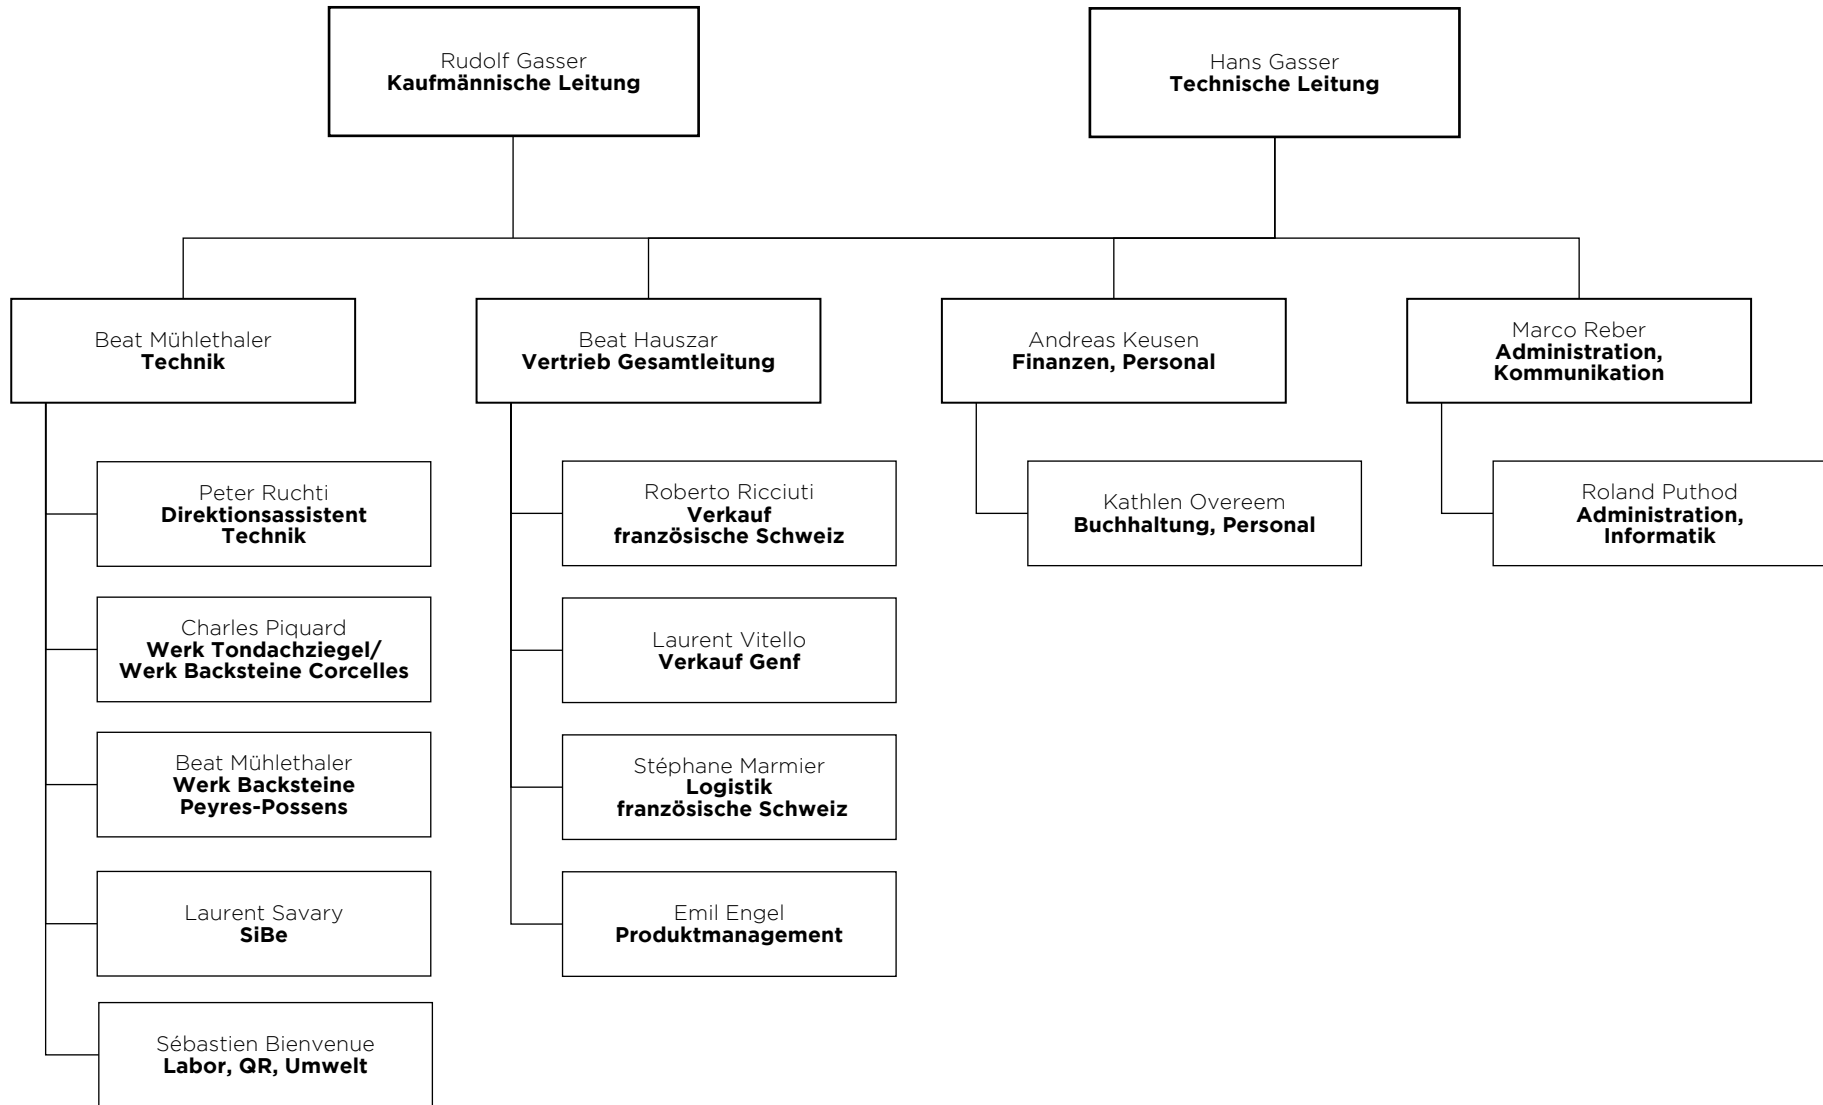 Rudolf Gasser
Kaufmännische Leitung
Hans Gasser
Technische Leitung
Beat Mühlethaler
Technik
Beat Hauszar
Vertrieb Gesamtleitung
Andreas Keusen
Finanzen, Personal
Marco Reber
Administration,
Kommunikation
Peter Ruchti
Direktionsassistent
Technik
Charles Piquard
Werk Tondachziegel/
Werk Backsteine Corcelles
Beat Mühlethaler
Werk Backsteine
Peyres-Possens
Laurent Savary
SiBe
Sébastien Bienvenue
Labor, QR, Umwelt
Roberto Ricciuti
Verkauf
französische Schweiz
Laurent Vitello
Verkauf Genf
Stéphane Marmier
Logistik
französische Schweiz
Emil Engel
Produktmanagement
Kathlen Overeem
Buchhaltung, Personal
Roland Puthod
Administration,
Informatik